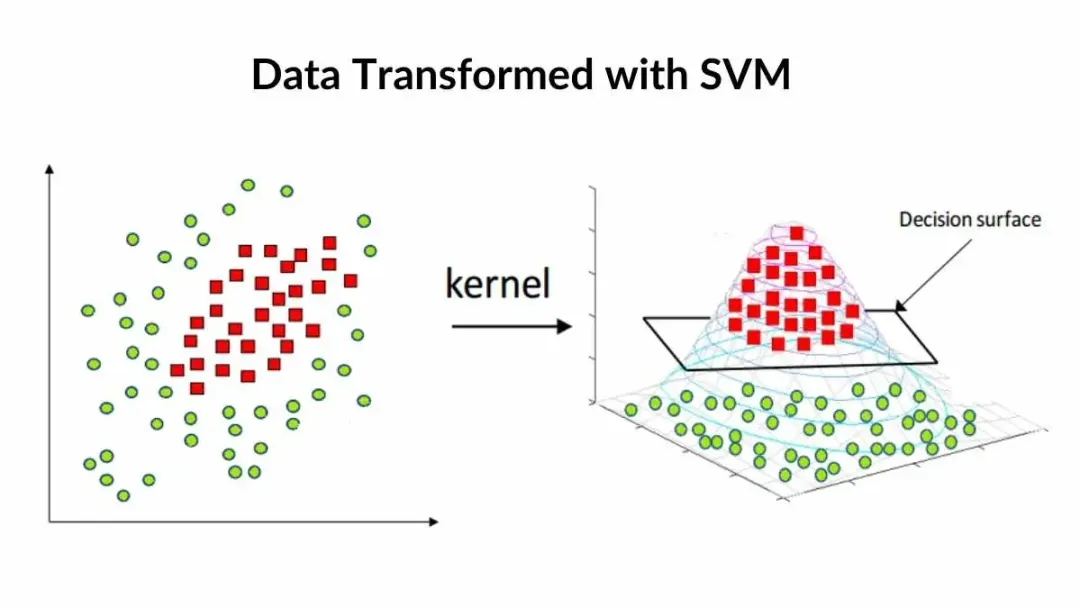 Data Transformed with SVM
Decision surface
kernel